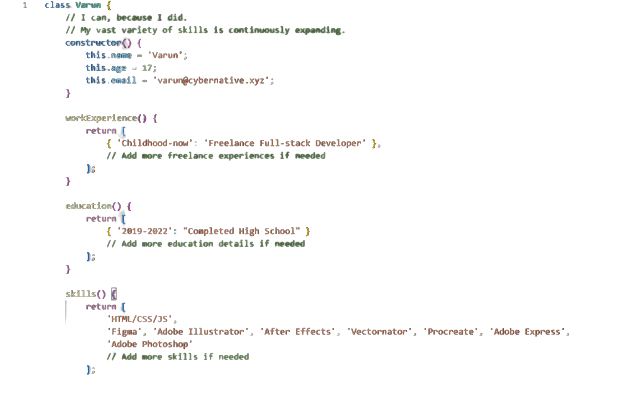 1 class Varun {
// I can, because I did.
// My vast variety of skills is continuously expanding.
constructor() {
this.name = 'Varun';
this.age = 17;
this.email = 'varun@cybernative.xyz';
}
workExperience() {
return [
{ 'Childhood-now': 'Freelance Full-stack Developer' },
// Add more freelance experiences if needed
];
}
education() {
return [
{ '2019-2022': "Completed High School" }
// Add more education details if needed
];
}
skills() {
return [
'HTML/CSS/JS',
'Figma', 'Adobe Illustrator', 'After Effects', 'Vectornator', 'Procreate', 'Adobe Express',
'Adobe Photoshop'
// Add more skills if needed
];